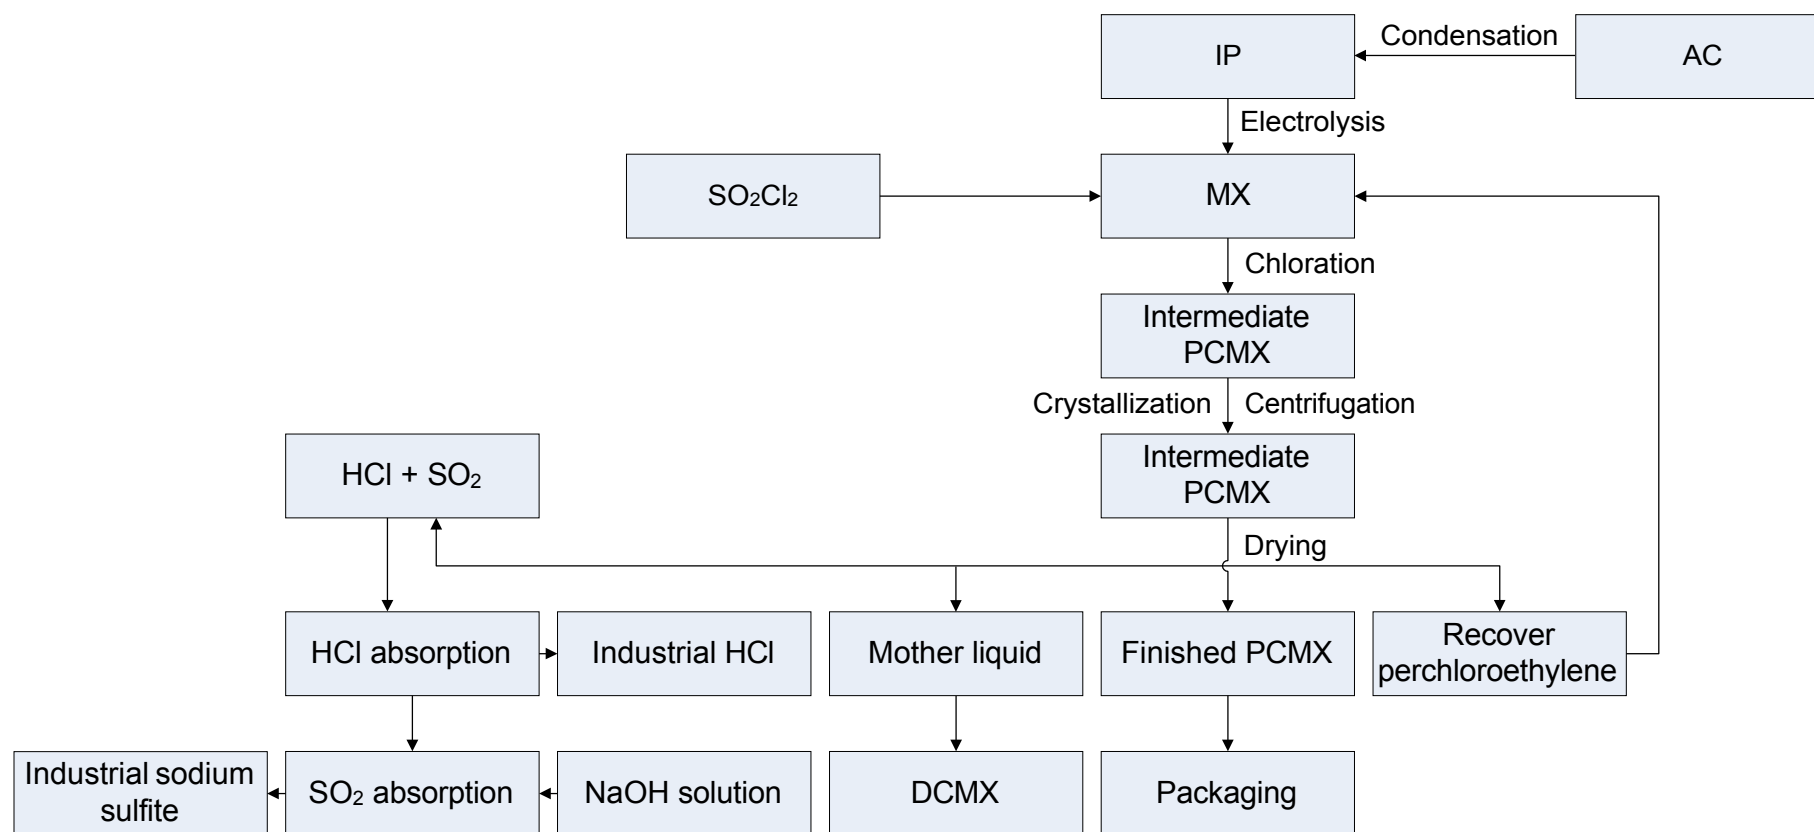 IP
Condensation
AC
Electrolysis
SO₂Cl₂
MX
Chloration
Intermediate
PCMX
Crystallization
Centrifugation
HCl + SO₂
Intermediate
PCMX
Drying
HCl absorption
Industrial HCl
Mother liquid
Finished PCMX
Recover
perchloroethylene
Industrial sodium
sulfite
SO₂ absorption
NaOH solution
DCMX
Packaging